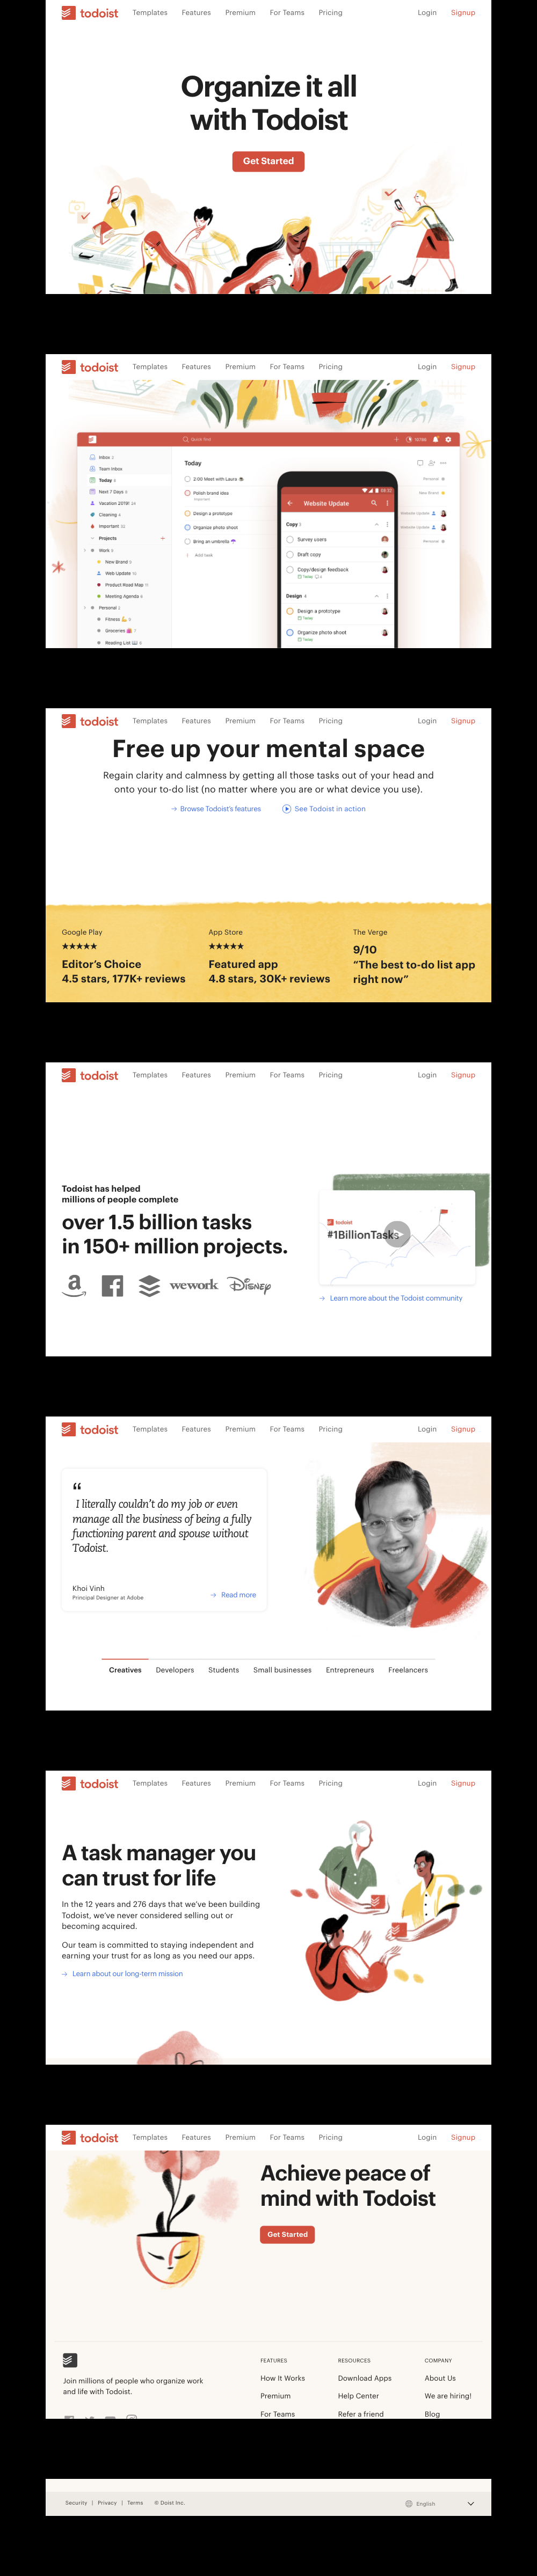 todoist Templates Features Premium For Teams Pricing Login Signup
Organize it all
with Todoist
Get Started
todoist Templates Features Premium For Teams Pricing Login Signup
Quick find
Inbox 2
Team Inbox
Today
Next 7 Days
Vacation 2019!
Cleaning 4
Important
Projects
Work
New Brand
Web Update
Product Road Map
Meeting Agenda
Personal
Fitness
Groceries
Reading List
Today
2:00 Meet with Laura
Personal
Polish brand idea
Important
New Brand
Design a prototype
Website Update
Organize photo shoot
Website Update
Bring an umbrella
Personal
Add task
Website Update
Copy
Survey users
Draft copy
Copy/design feedback
Today
Design
Design a prototype
Today
Organize photo shoot
Today
todoist Templates Features Premium For Teams Pricing Login Signup
Free up your mental space
Regain clarity and calmness by getting all those tasks out of your head and
onto your to-do list (no matter where you are or what device you use).
Browse Todoist's features See Todoist in action
Google Play
★★★★★
Editor's Choice
4.5 stars, 177K+ reviews
App Store
★★★★★
Featured app
4.8 stars, 30K+ reviews
The Verge
9/10
"The best to-do list app
right now"
todoist Templates Features Premium For Teams Pricing Login Signup
Todoist has helped
millions of people complete
over 1.5 billion tasks
in 150+ million projects.
wework Disney
todoist
#1BillionTasks
Learn more about the Todoist community
todoist Templates Features Premium For Teams Pricing Login Signup
“
I literally couldn't do my job or even
manage all the business of being a fully
functioning parent and spouse without
Todoist.
Khoi Vinh
Principal Designer at Adobe
Read more
Creatives Developers Students Small businesses Entrepreneurs Freelancers
todoist Templates Features Premium For Teams Pricing Login Signup
A task manager you
can trust for life
In the 12 years and 276 days that we've been building
Todoist, we've never considered selling out or
becoming acquired.
Our team is committed to staying independent and
earning your trust for as long as you need our apps.
Learn about our long-term mission
todoist Templates Features Premium For Teams Pricing Login Signup
Achieve peace of
mind with Todoist
Get Started
Join millions of people who organize work
and life with Todoist.
FEATURES
How It Works
Premium
For Teams
RESOURCES
Download Apps
Help Center
Refer a friend
COMPANY
About Us
We are hiring!
Blog
Security | Privacy | Terms © Doist Inc. English